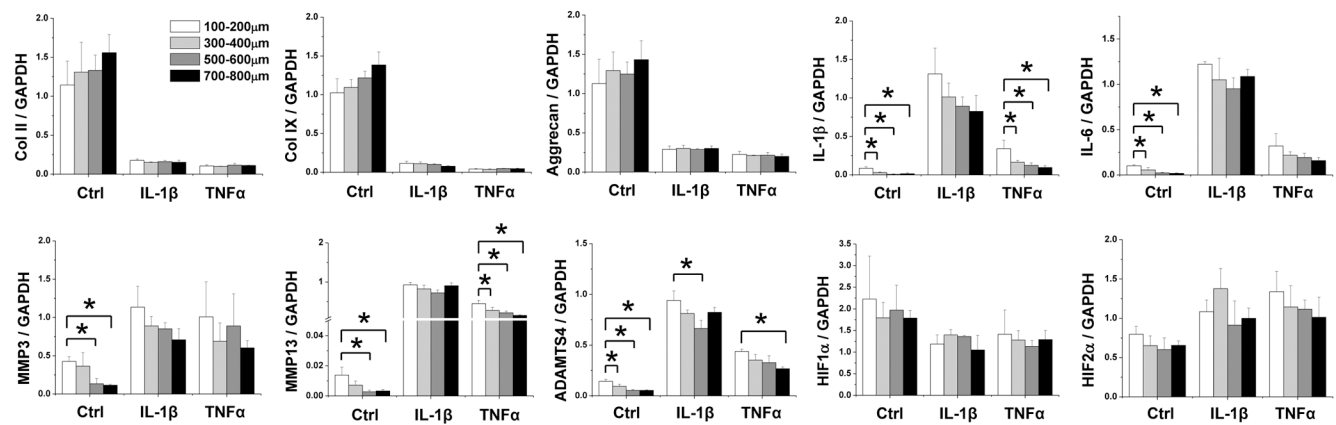 Col II / GAPDH
2.0
1.5
1.0
0.5
0.0
100-200μm
300-400μm
500-600μm
700-800μm
Ctrl IL-1β TNFα
Col IX / GAPDH
2.0
1.5
1.0
0.5
0.0
Ctrl IL-1β TNFα
Aggrecan / GAPDH
2.0
1.5
1.0
0.5
0.0
Ctrl IL-1β TNFα
IL-1β / GAPDH
2.0
1.5
1.0
0.5
0.0
* * *
* * *
Ctrl IL-1β TNFα
IL-6 / GAPDH
1.5
1.0
0.5
0.0
* * *
Ctrl IL-1β TNFα
MMP3 / GAPDH
2.0
1.5
1.0
0.5
0.0
* *
Ctrl IL-1β TNFα
MMP13 / GAPDH
2
1
0.04
0.02
0.00
* *
* * *
Ctrl IL-1β TNFα
ADAMTS4 / GAPDH
1.5
1.0
0.5
0.0
* * *
*
*
Ctrl IL-1β TNFα
HIF1α / GAPDH
3.5
3.0
2.5
2.0
1.5
1.0
0.5
0.0
Ctrl IL-1β TNFα
HIF2α / GAPDH
2.0
1.5
1.0
0.5
0.0
Ctrl IL-1β TNFα